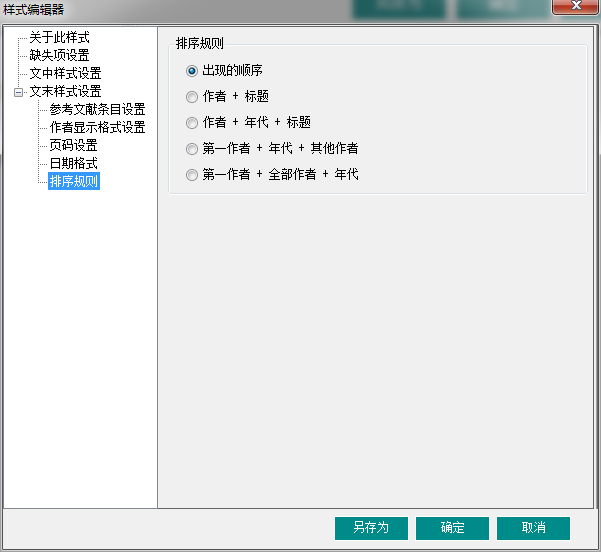 样式编辑器
关于此样式
缺失项设置
文中样式设置
文末样式设置
参考文献条目设置
作者显示格式设置
页码设置
日期格式
排序规则
排序规则
出现的顺序
作者 + 标题
作者 + 年代 + 标题
第一作者 + 年代 + 其他作者
第一作者 + 全部作者 + 年代
另存为
确定
取消